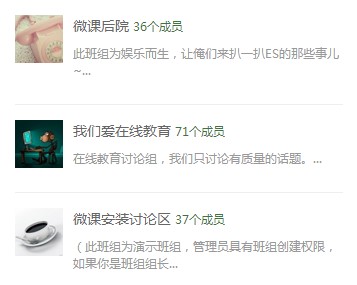 微课后院 36个成员
此班组为娱乐而生，让俺们来扒一扒ES的那些事儿
~...
我们爱在线教育 71个成员
在线教育讨论组，我们只讨论有质量的话题。...
微课安装讨论区 37个成员
（此班组为演示班组，管理员具有班组创建权限，
如果你是班组组长...